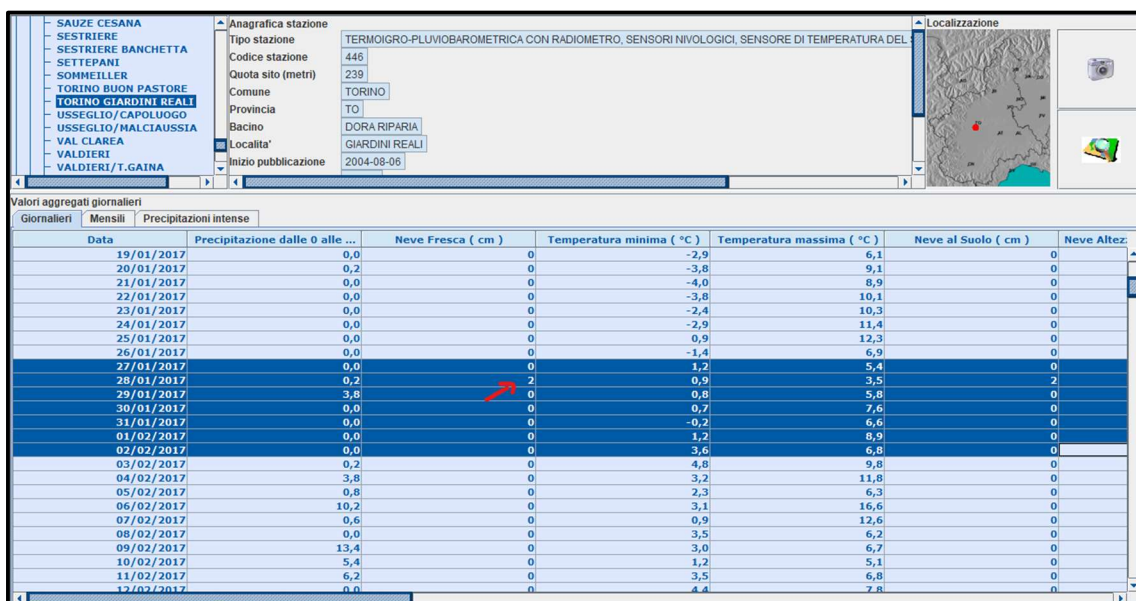 SAUZE CESANA
SESTRIERE
SESTRIERE BANCHETTA
SETTEPANI
SOMMEILLER
TORINO BUON PASTORE
TORINO GIARDINI REALI
USSEGLIO/CAPOLUOGO
USSEGLIO/MALCIAUSSIA
VAL CLAREA
VALDIERI
VALDIERI/T.GAINA
Anagrafica stazione
Tipo stazione TERMOIGRO-PLUVIOBAROMETRICA CON RADIOMETRO, SENSORI NIVOLOGICI, SENSORE DI TEMPERATURA DEL
Codice stazione 446
Quota sito (metri) 239
Comune TORINO
Provincia TO
Bacino DORA RIPARIA
Localita' GIARDINI REALI
Inizio pubblicazione 2004-08-06
Localizzazione
Valori aggregati giornalieri
Giornalieri Mensili Precipitazioni intense
Data Precipitazione dalle 0 alle ... Neve Fresca ( cm ) Temperatura minima ( °C ) Temperatura massima ( °C ) Neve al Suolo ( cm ) Neve Altez
19/01/2017 0,0 0 -2,9 6,1 0
20/01/2017 0,2 0 -3,8 9,1 0
21/01/2017 0,0 0 -4,0 8,9 0
22/01/2017 0,0 0 -3,8 10,1 0
23/01/2017 0,0 0 -2,4 10,3 0
24/01/2017 0,0 0 -2,9 11,4 0
25/01/2017 0,0 0 0,9 12,3 0
26/01/2017 0,0 0 -1,4 6,9 0
27/01/2017 0,0 0 1,2 5,4 0
28/01/2017 0,2 2 0,9 3,5 2
29/01/2017 3,8 0 0,8 5,8 0
30/01/2017 0,0 0 0,7 7,6 0
31/01/2017 0,0 0 -0,2 6,6 0
01/02/2017 0,0 0 1,2 8,9 0
02/02/2017 0,0 0 3,6 6,8 0
03/02/2017 0,2 0 4,8 9,8 0
04/02/2017 3,8 0 3,2 11,8 0
05/02/2017 0,8 0 2,3 6,3 0
06/02/2017 10,2 0 3,1 16,6 0
07/02/2017 0,6 0 0,9 12,6 0
08/02/2017 0,0 0 3,5 6,2 0
09/02/2017 13,4 0 3,0 6,7 0
10/02/2017 5,4 0 1,2 5,1 0
11/02/2017 6,2 0 3,5 6,8 0
12/02/2017 0,0 0 4,4 7,8 0